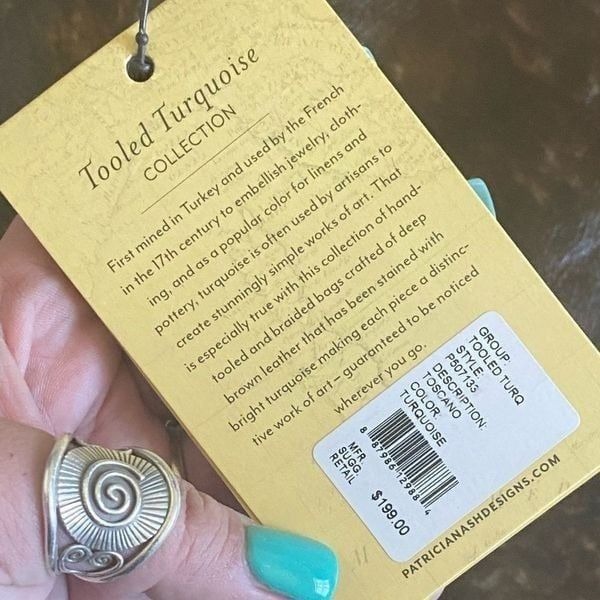 Tooled Turquoise
COLLECTION
First mined in Turkey and used by the French
in the 17th century to embellish jewelry, cloth-
ing, and as a popular color for linens and
pottery, turquoise is often used by artisans to
create stunningly simple works of art. That
is especially true with this collection of hand-
tooled and braided bags crafted of deep
brown leather that has been stained with
bright turquoise making each piece a distinc-
tive work of art – guaranteed to be noticed
wherever you go.
GROUP:
TOOLED TURQ
STYLE:
P507135
DESCRIPTION:
TOSCANO
COLOR:
TURQUOISE
8 87986 12988 4
MFR.
SUGG.
RETAIL
$199.00
PATRICIANASHDESIGNS.COM